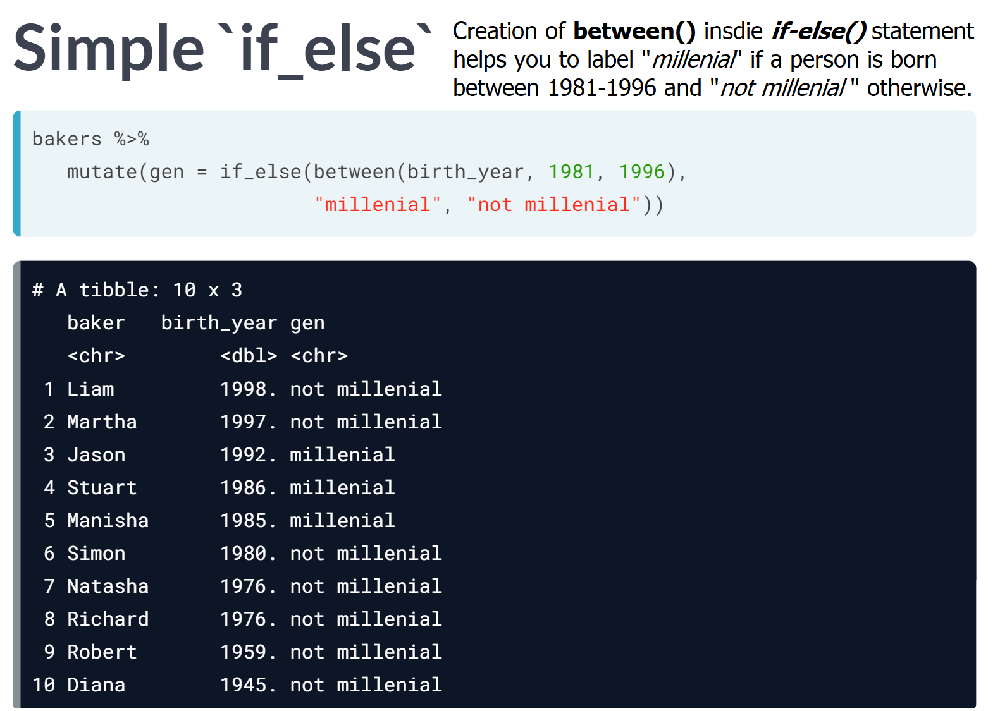 Simple `if_else`
Creation of between() insdie if-else() statement
helps you to label "millenial" if a person is born
between 1981-1996 and "not millenial " otherwise.
bakers %>%
   mutate(gen = if_else(between(birth_year, 1981, 1996),
                        "millenial", "not millenial"))
# A tibble: 10 x 3
   baker   birth_year gen
   <chr>        <dbl> <chr>
 1 Liam         1998. not millenial
 2 Martha       1997. not millenial
 3 Jason        1992. millenial
 4 Stuart       1986. millenial
 5 Manisha      1985. millenial
 6 Simon        1980. not millenial
 7 Natasha      1976. not millenial
 8 Richard      1976. not millenial
 9 Robert       1959. not millenial
10 Diana        1945. not millenial